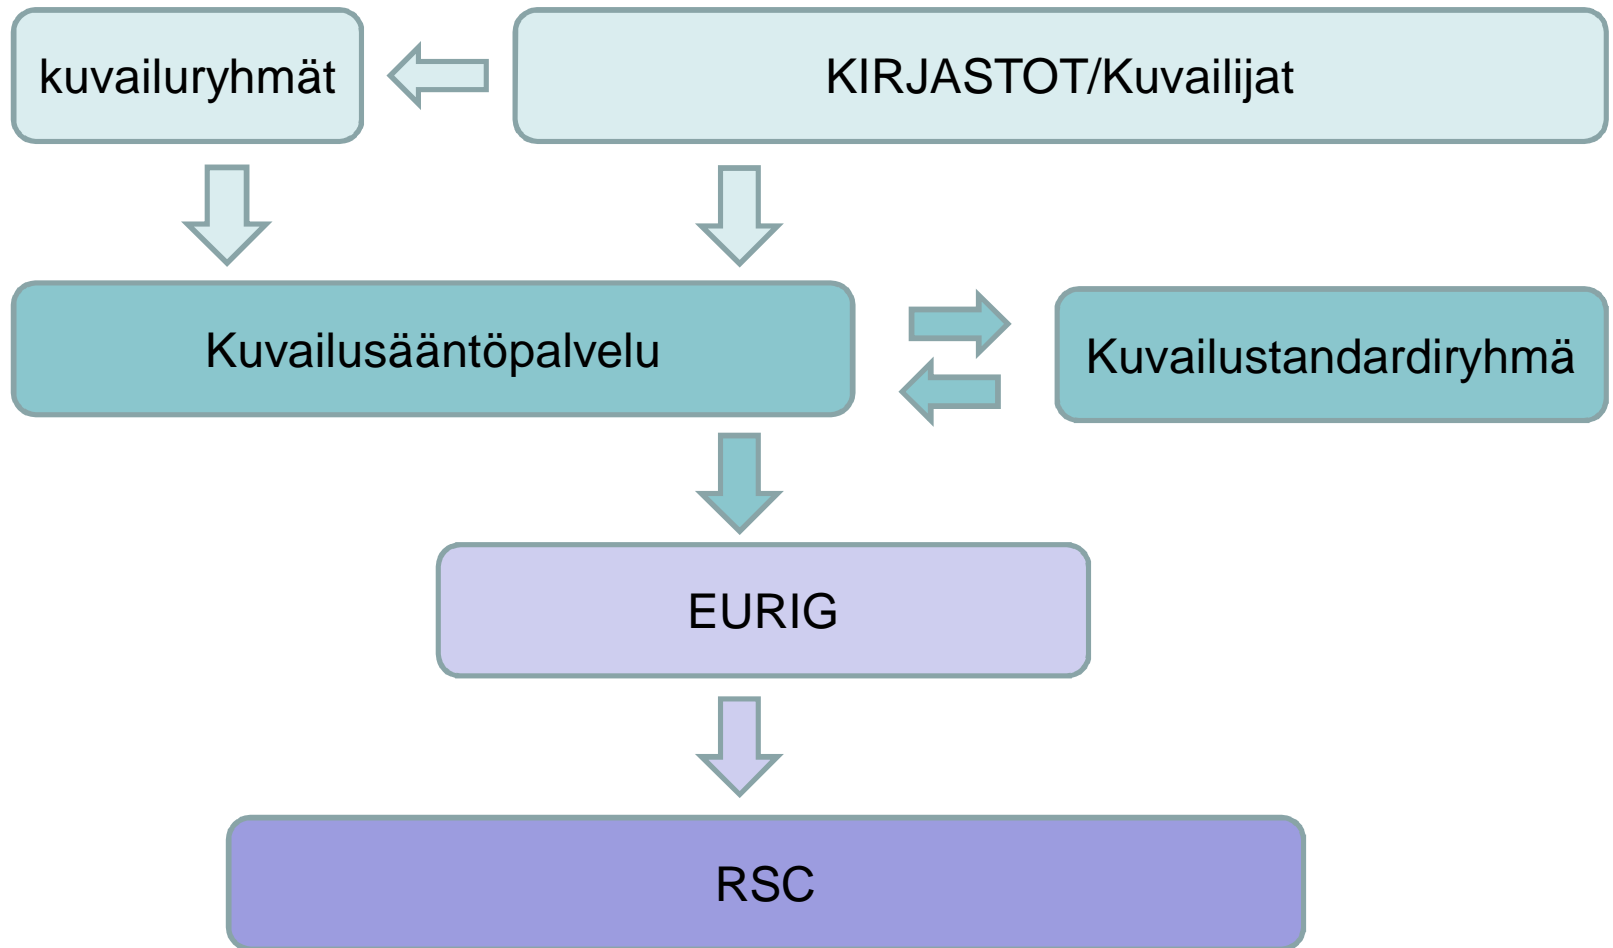 kuvailuryhmät
KIRJASTOT/Kuvailijat
Kuvailusääntöpalvelu
Kuvailustandardiryhmä
EURIG
RSC